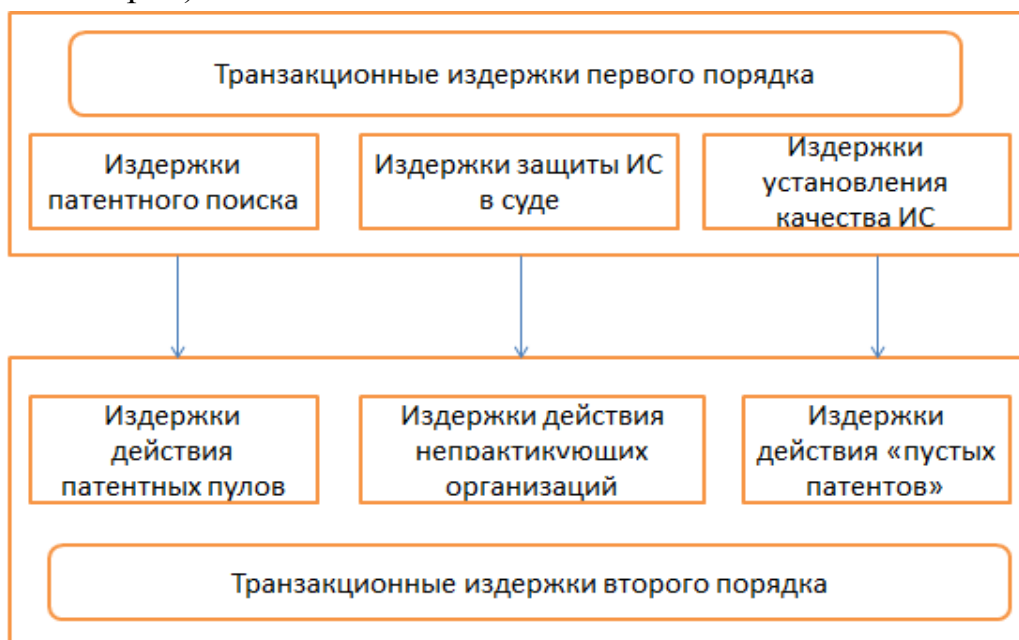 Транзакционные издержки первого порядка
Издержки
патентного поиска
Издержки защиты ИС
в суде
Издержки
установления
качества ИС
Издержки
действия
патентных пулов
Издержки действия
непрактикующих
организаций
Издержки
действия «пустых
патентов»
Транзакционные издержки второго порядка